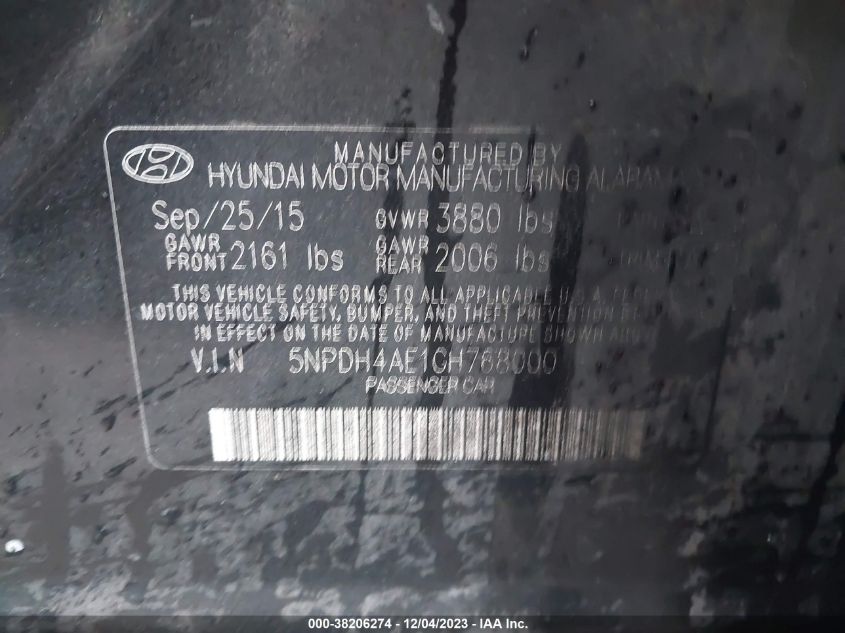 MANUFACTURED BY
HYUNDAI MOTOR MANUFACTURING
Sep/25/15 GVWR 3880 lbs
GAWR FRONT 2161 lbs GAWR REAR 2006 lbs
THIS VEHICLE CONFORMS TO ALL APPLICABLE U.S.A.
MOTOR VEHICLE SAFETY, BUMPER, AND THEFT PREVENTION
IN EFFECT ON THE DATE OF MANUFACTURE SHOWN
V.I.N
PASSENGER CAR
000-38206274 - 12/04/2023 - IAA Inc.